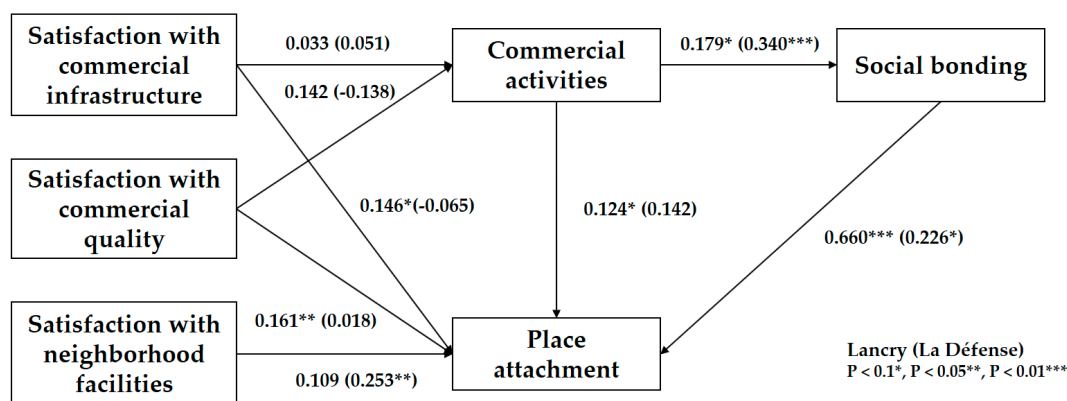 Satisfaction with
commercial
infrastructure
0.033 (0.051)
Commercial
activities
0.179* (0.340***)
Social bonding
0.142 (-0.138)
Satisfaction with
commercial
quality
0.146*(-0.065)
0.124* (0.142)
0.660*** (0.226*)
Satisfaction with
neighborhood
facilities
0.161** (0.018)
0.109 (0.253**)
Place
attachment
Lancry (La Défense)
P < 0.1*, P < 0.05**, P < 0.01***